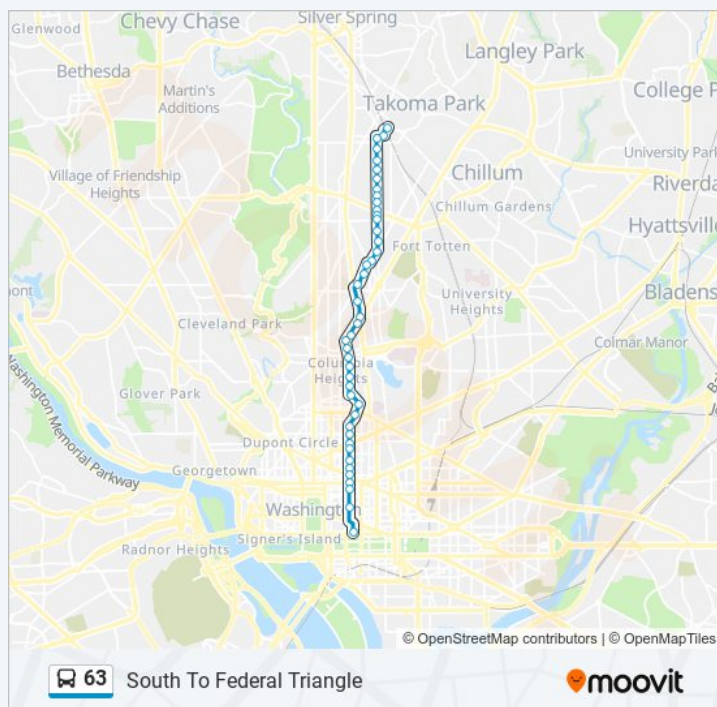 Silver Spring
Chevy Chase
Glenwood
Langley Park
Bethesda
College P
Martin's
Additions
Takoma Park
University Park
Chillum
Village of Friendship
Heights
Riverda
Chillum Gardens
Hyattsville
Fort Totten
mont
University
Heights
Bladens
Cleveland Park
Colmar Manor
Columbia
Heights
Glover Park
Washington Memorial Parkway
Dupont Circle
Georgetown
Washington
Signer's Island
Radnor Heights
© OpenStreetMap contributors | © OpenMapTiles
63 South To Federal Triangle
moovit